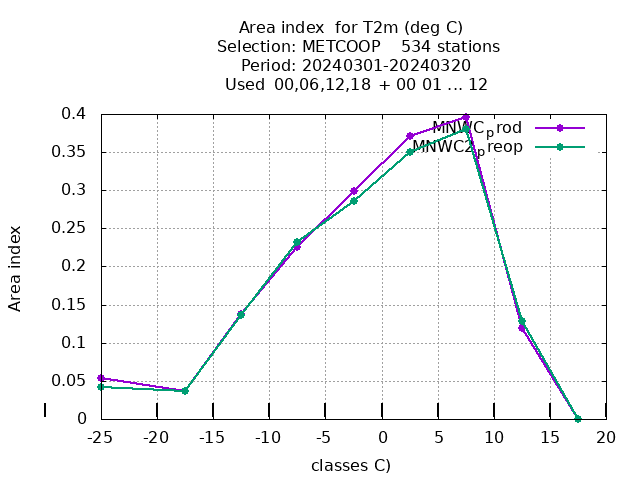 Area index  for T2m (deg C)
Selection: METCOOP    534 stations
Period: 20240301-20240320
Used  00,06,12,18  + 00 01 ... 12
0.4
0.35
0.3
0.25
0.2
0.15
0.1
0.05
0
Area index
MNWC_prod
MNWC2_preop
-25 -20 -15 -10 -5 0 5 10 15 20
classes C)